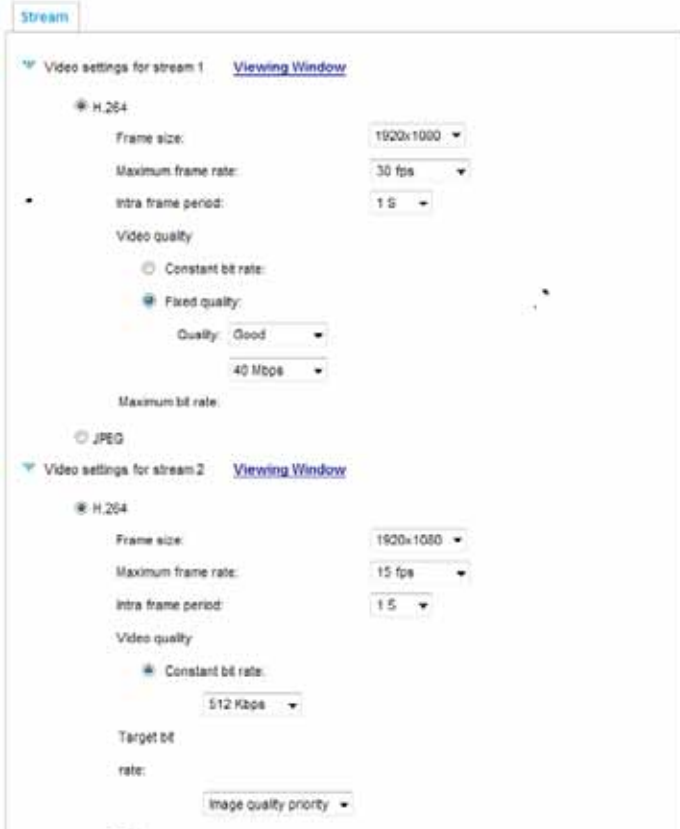 Stream
Video settings for stream 1 Viewing Window
H.264
Frame size: 1920x1080
Maximum frame rate: 30 fps
Intra frame period: 1 S
Video quality
Constant bit rate:
Fixed quality:
Quality: Good
40 Mbps
Maximum bit rate:
JPEG
Video settings for stream 2 Viewing Window
H.264
Frame size: 1920x1080
Maximum frame rate: 15 fps
Intra frame period: 1 S
Video quality
Constant bit rate:
512 Kbps
Target bit
rate:
Image quality priority